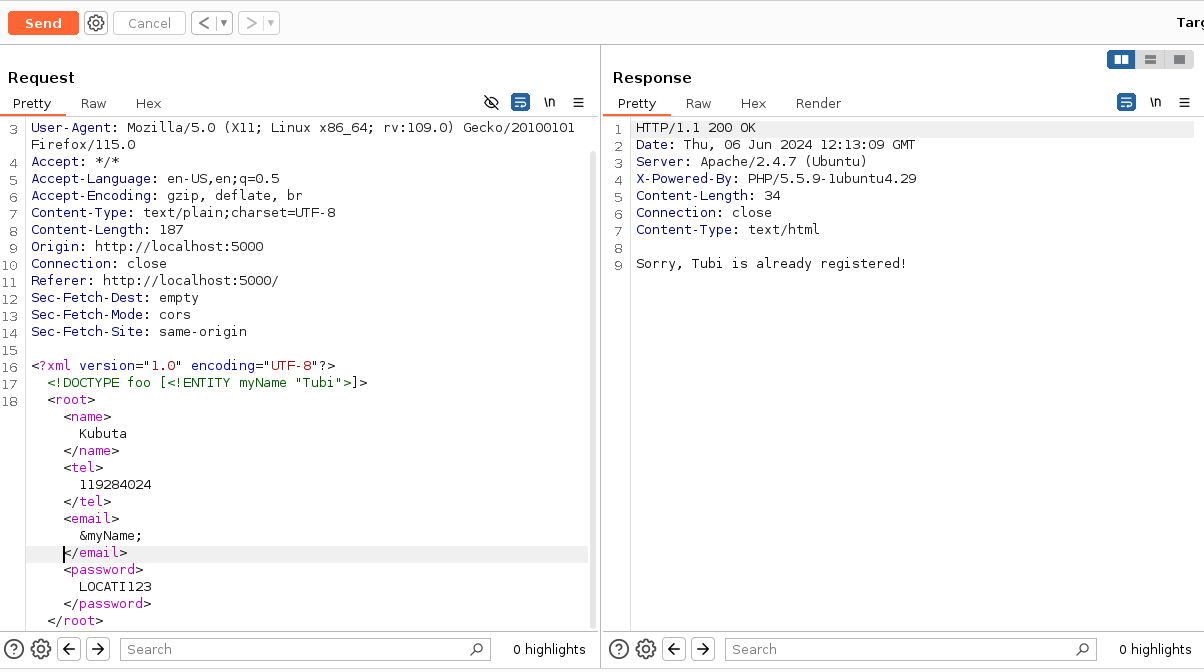 Send
Cancel
< ▼
> ▼
Targ
Request
Pretty Raw Hex
\n
3 User-Agent: Mozilla/5.0 (X11; Linux x86_64; rv:109.0) Gecko/20100101
Firefox/115.0
4 Accept: */*
5 Accept-Language: en-US,en;q=0.5
6 Accept-Encoding: gzip, deflate, br
7 Content-Type: text/plain;charset=UTF-8
8 Content-Length: 187
9 Origin: http://localhost:5000
10 Connection: close
11 Referer: http://localhost:5000/
12 Sec-Fetch-Dest: empty
13 Sec-Fetch-Mode: cors
14 Sec-Fetch-Site: same-origin
15
16 <?xml version="1.0" encoding="UTF-8"?>
17 <!DOCTYPE foo [<!ENTITY myName "Tubi">]>
18 <root>
<name>
Kubuta
</name>
<tel>
119284024
</tel>
<email>
&myName;
</email>
<password>
LOCATI123
</password>
</root>
Search
0 highlights
Response
Pretty Raw Hex Render
\n
1 HTTP/1.1 200 OK
2 Date: Thu, 06 Jun 2024 12:13:09 GMT
3 Server: Apache/2.4.7 (Ubuntu)
4 X-Powered-By: PHP/5.5.9-1ubuntu4.29
5 Content-Length: 34
6 Connection: close
7 Content-Type: text/html
8
9 Sorry, Tubi is already registered!
Search
0 highlights